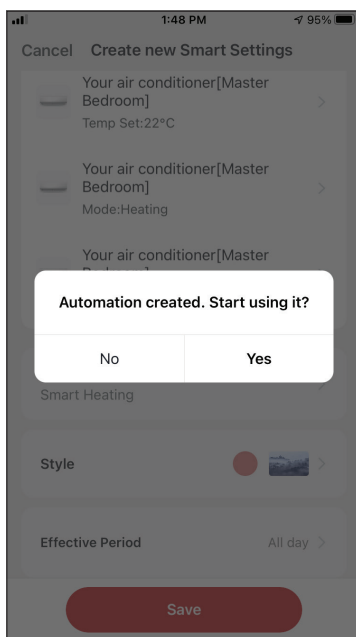 1:48 PM
95%
Cancel Create new Smart Settings
Your air conditioner[Master
Bedroom]
Temp Set:22°C
Your air conditioner[Master
Bedroom]
Mode:Heating
Your air conditioner[Master
Automation created. Start using it?
No Yes
Smart Heating
Style
Effective Period All day
Save